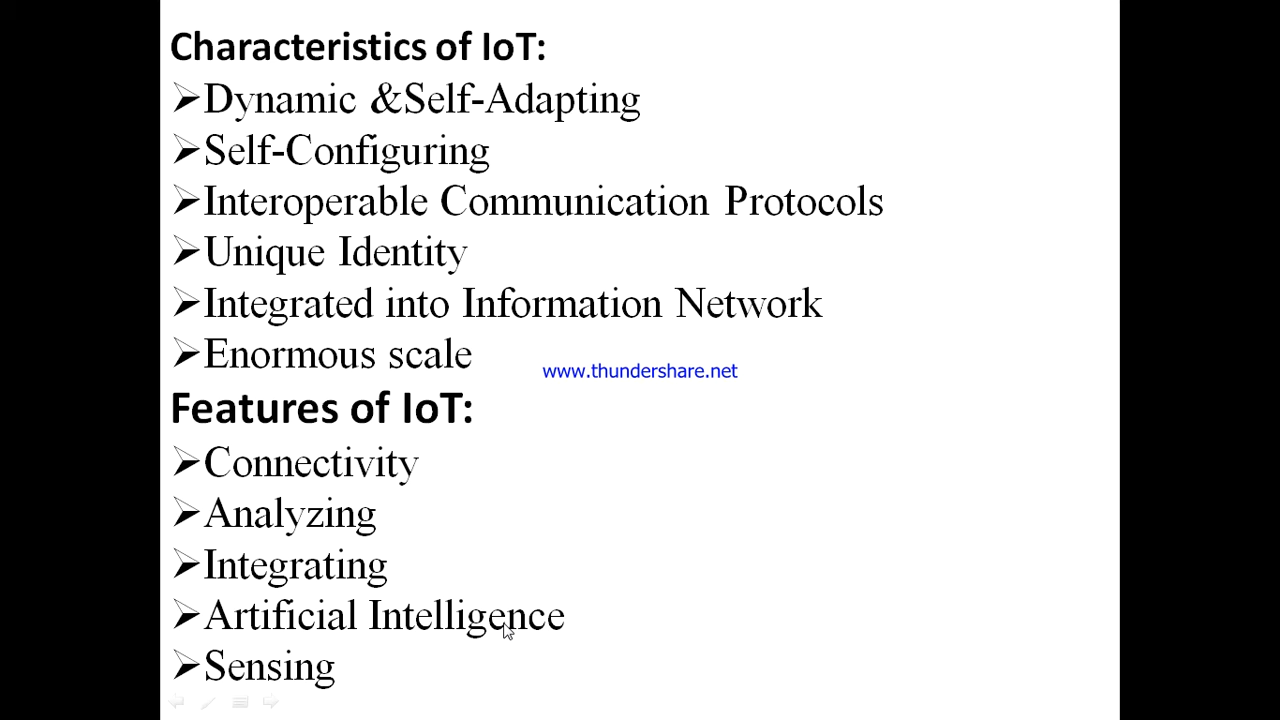 Characteristics of IoT:
➢Dynamic &Self-Adapting
➢Self-Configuring
➢Interoperable Communication Protocols
➢Unique Identity
➢Integrated into Information Network
➢Enormous scale
www.thundershare.net
Features of IoT:
➢Connectivity
➢Analyzing
➢Integrating
➢Artificial Intelligence
➢Sensing